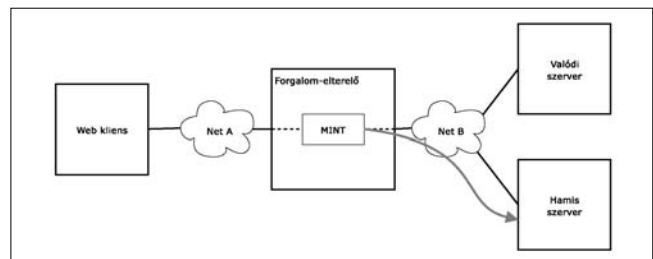 Forgalom-elterelő
Web kliens
Net A
MINT
Net B
Valódi
szerver
Hamis
szerver